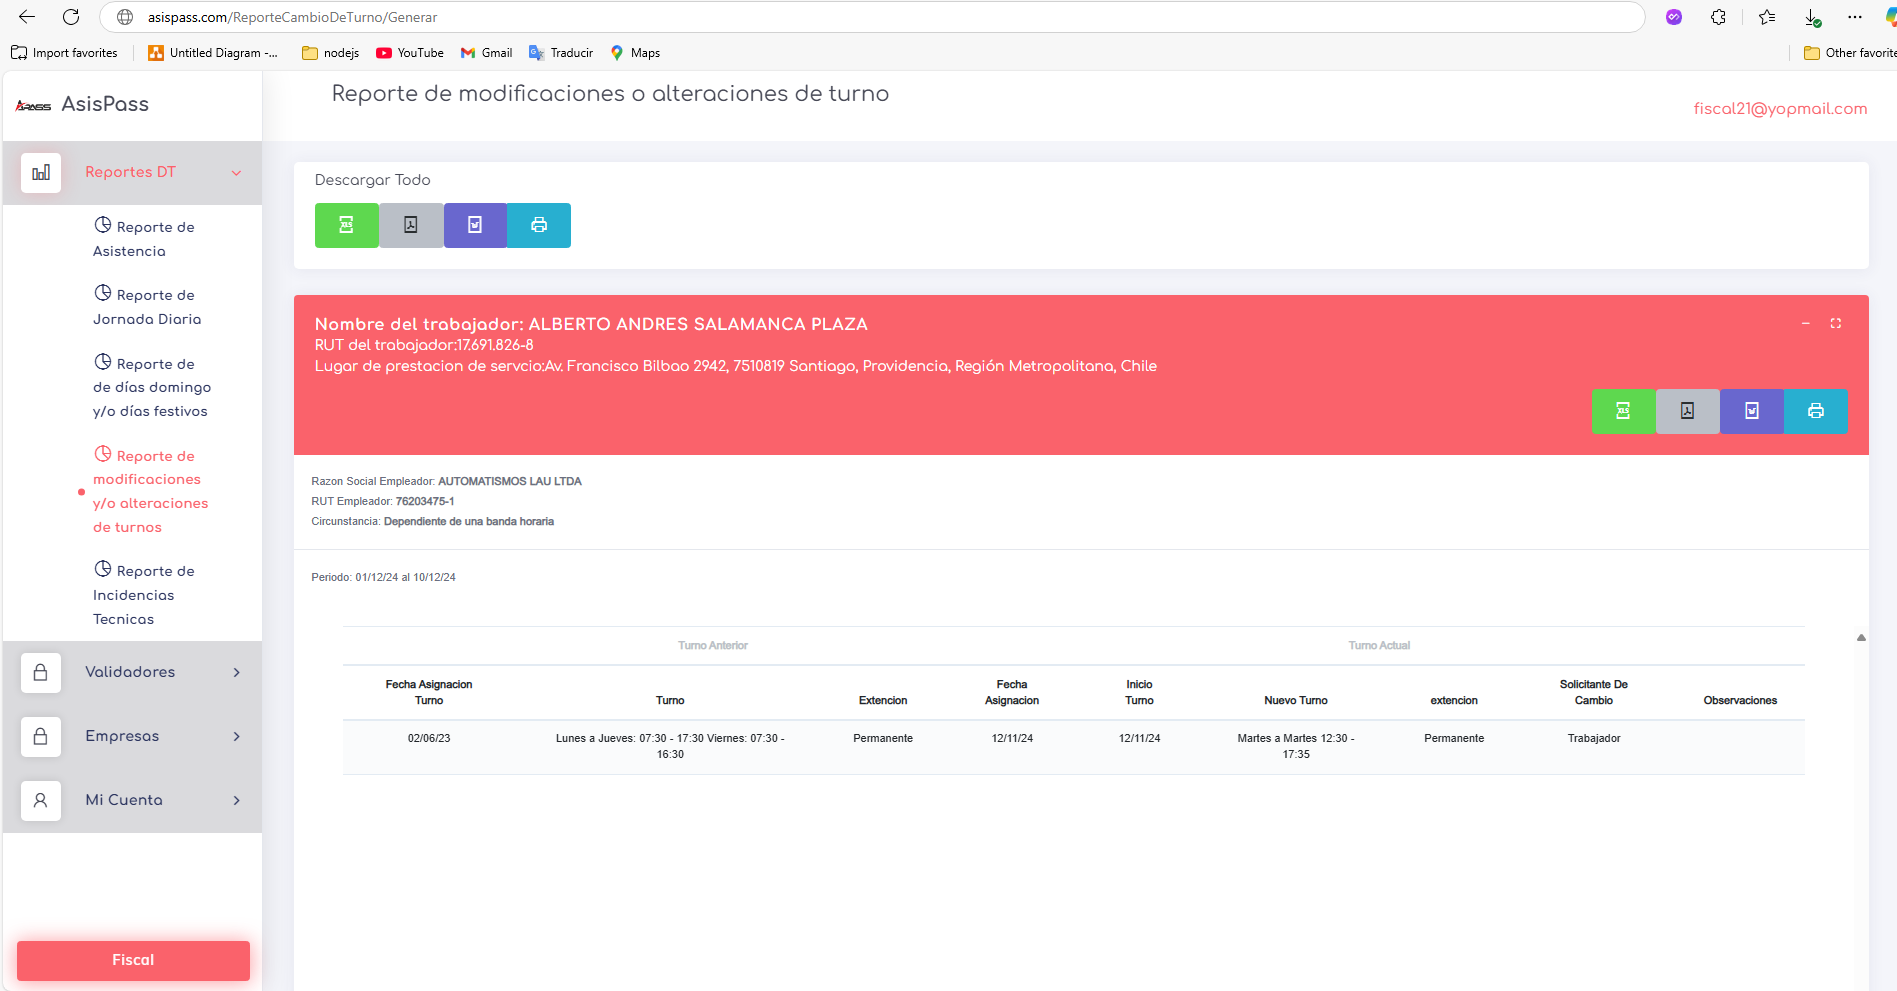 asispass.com/ReporteCambioDeTurno/Generar
Import favorites
Untitled Diagram -...
nodejs
YouTube
Gmail
Traducir
Maps
Other favorite
AsisPass
Reporte de modificaciones o alteraciones de turno
fiscal21@yopmail.com
Reportes DT
Reporte de
Asistencia
Reporte de
Jornada Diaria
Reporte de
de días domingo
y/o días festivos
Reporte de
modificaciones
y/o alteraciones
de turnos
Reporte de
Incidencias
Tecnicas
Validadores
Empresas
Mi Cuenta
Fiscal
Descargar Todo
XLS
Nombre del trabajador: ALBERTO ANDRES SALAMANCA PLAZA
RUT del trabajador:17.691.826-8
Lugar de prestacion de servcio:Av. Francisco Bilbao 2942, 7510819 Santiago, Providencia, Región Metropolitana, Chile
XLS
Razon Social Empleador: AUTOMATISMOS LAU LTDA
RUT Empleador: 76203475-1
Circunstancia: Dependiente de una banda horaria
Periodo: 01/12/24 al 10/12/24
Turno Anterior Turno Actual
Fecha Asignacion Turno Turno Extencion Fecha Asignacion Inicio Turno Nuevo Turno extencion Solicitante De Cambio Observaciones
02/06/23 Lunes a Jueves: 07:30 - 17:30 Viernes: 07:30 - 16:30 Permanente 12/11/24 12/11/24 Martes a Martes 12:30 - 17:35 Permanente Trabajador